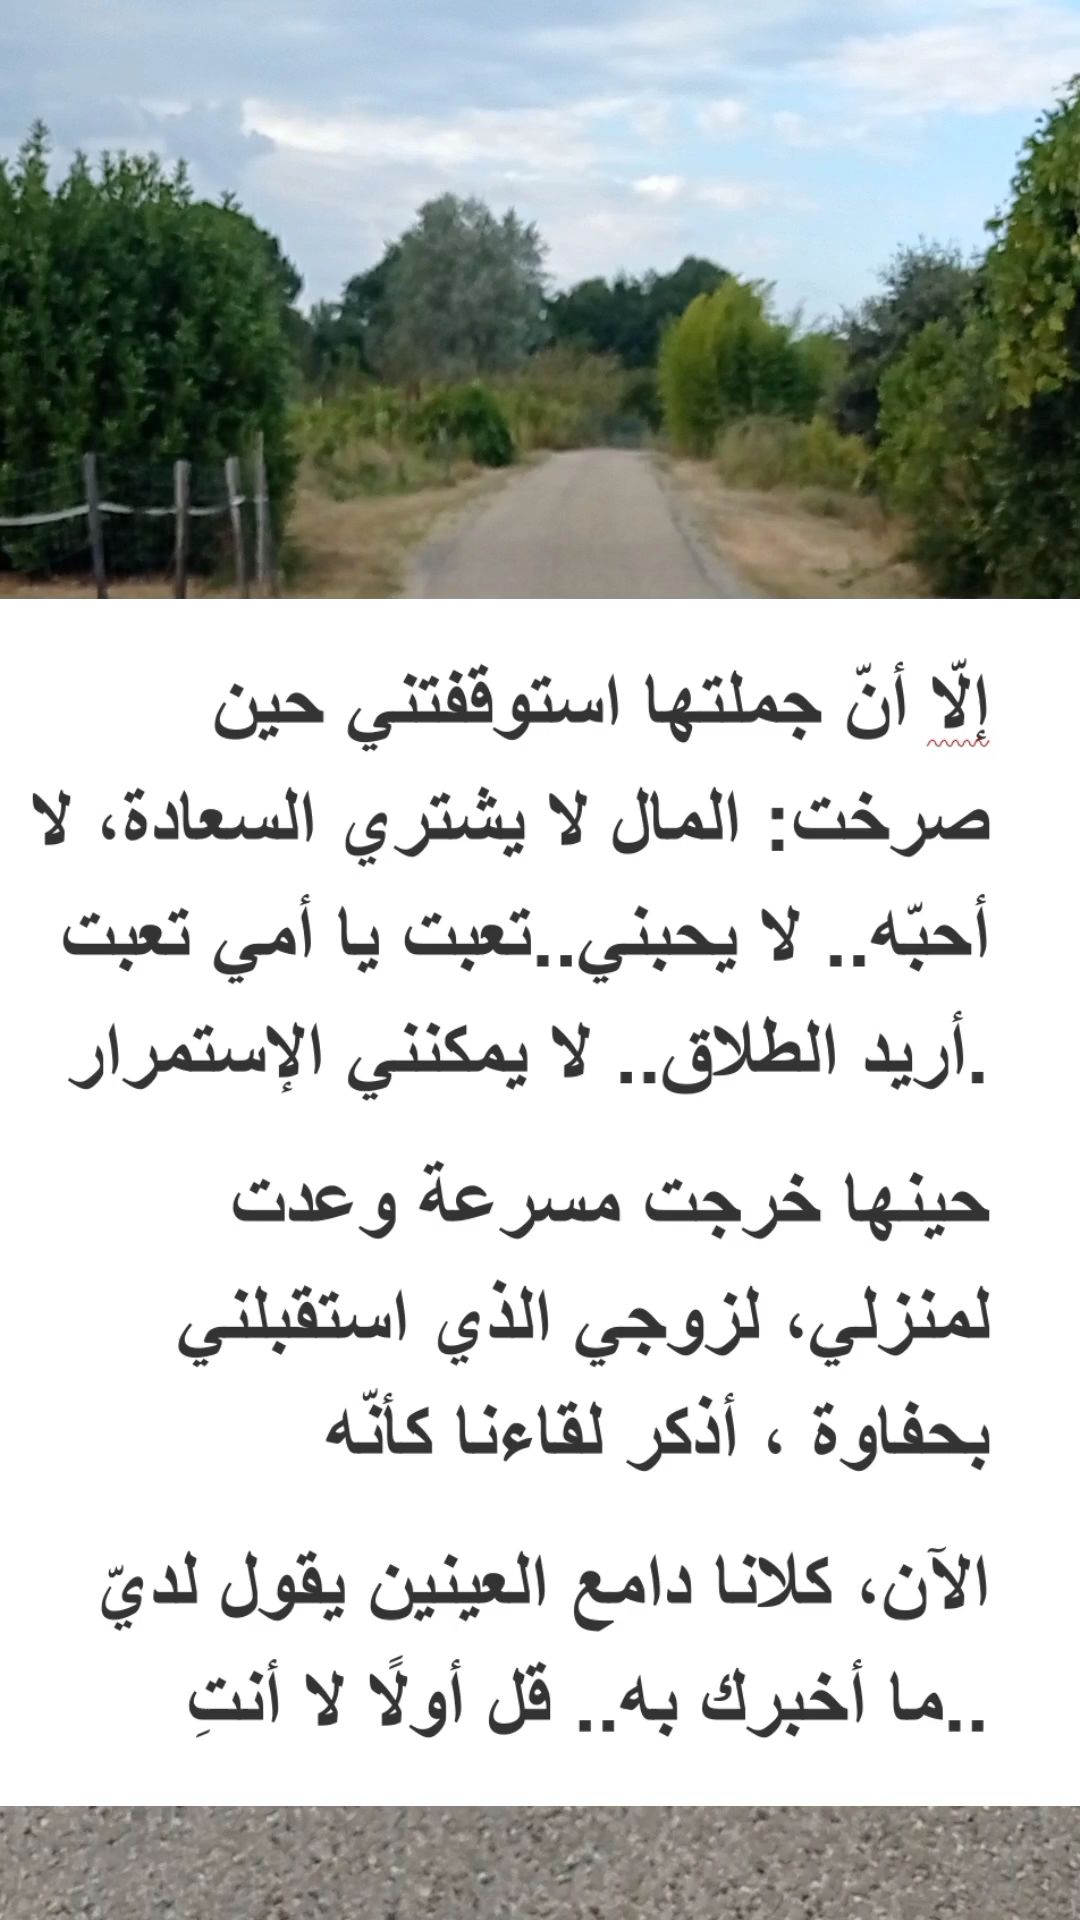 إلّا أنّ جملتها استوقفتني حين
صرخت: المال لا يشتري السعادة، لا
أحبّه.. لا يحبني..تعبت يا أمي تعبت
.أريد الطلاق.. لا يمكنني الإستمرار
حينها خرجت مسرعة وعدت
لمنزلي، لزوجي الذي استقبلني
بحفاوة ، أذكر لقاءنا كأنّه
الآن، كلانا دامع العينين يقول لديّ
..ما أخبرك به.. قل أولًا لا أنتِ